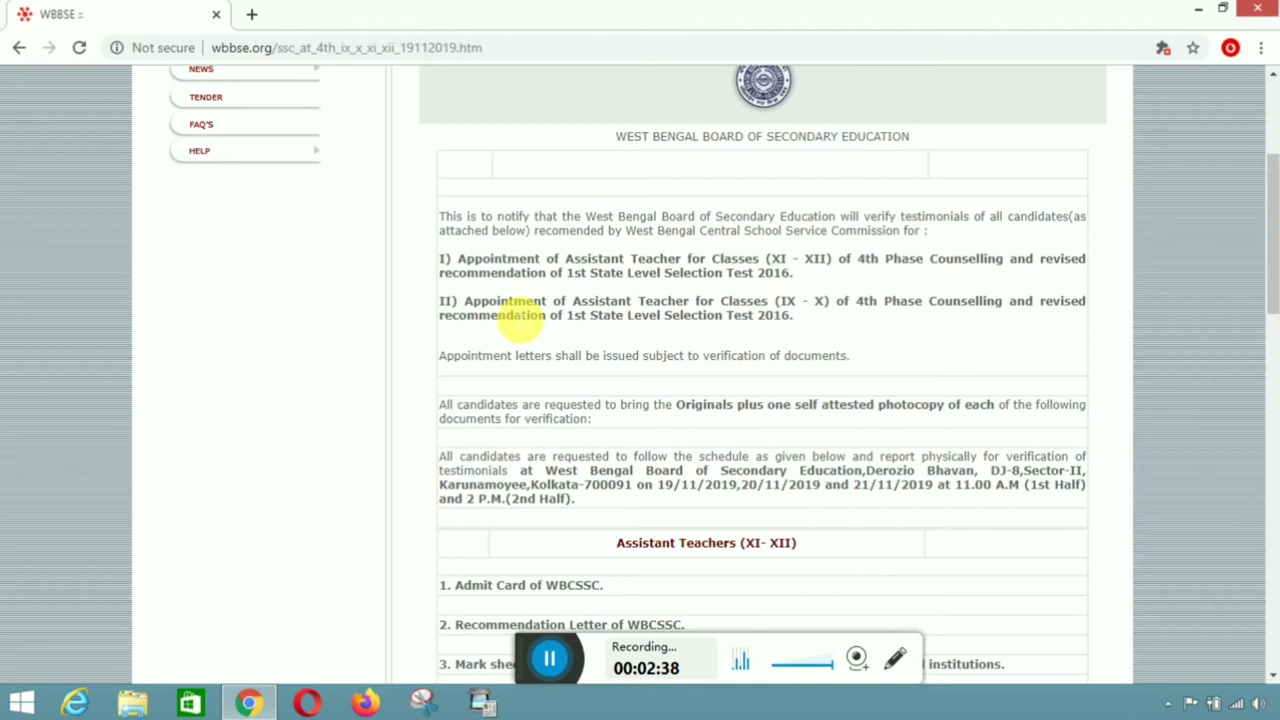 WBBSE ::
Not secure
wbbse.org/ssc_at_4th_ix_x_xi_xii_19112019.htm
NEWS
TENDER
FAQ'S
HELP
WEST BENGAL BOARD OF SECONDARY EDUCATION
This is to notify that the West Bengal Board of Secondary Education will verify testimonials of all candidates(as
attached below) recomended by West Bengal Central School Service Commission for :
I) Appointment of Assistant Teacher for Classes (XI - XII) of 4th Phase Counselling and revised
recommendation of 1st State Level Selection Test 2016.
II) Appointment of Assistant Teacher for Classes (IX - X) of 4th Phase Counselling and revised
recommendation of 1st State Level Selection Test 2016.
Appointment letters shall be issued subject to verification of documents.
All candidates are requested to bring the Originals plus one self attested photocopy of each of the following
documents for verification:
All candidates are requested to follow the schedule as given below and report physically for verification of
testimonials at West Bengal Board of Secondary Education,Derozio Bhavan, DJ-8,Sector-II,
Karunamoyee,Kolkata-700091 on 19/11/2019,20/11/2019 and 21/11/2019 at 11.00 A.M (1st Half)
and 2 P.M.(2nd Half).
Assistant Teachers (XI- XII)
1. Admit Card of WBCSSC.
2. Recommendation Letter of WBCSSC.
3. Mark institutions.
Recording...
00:02:38